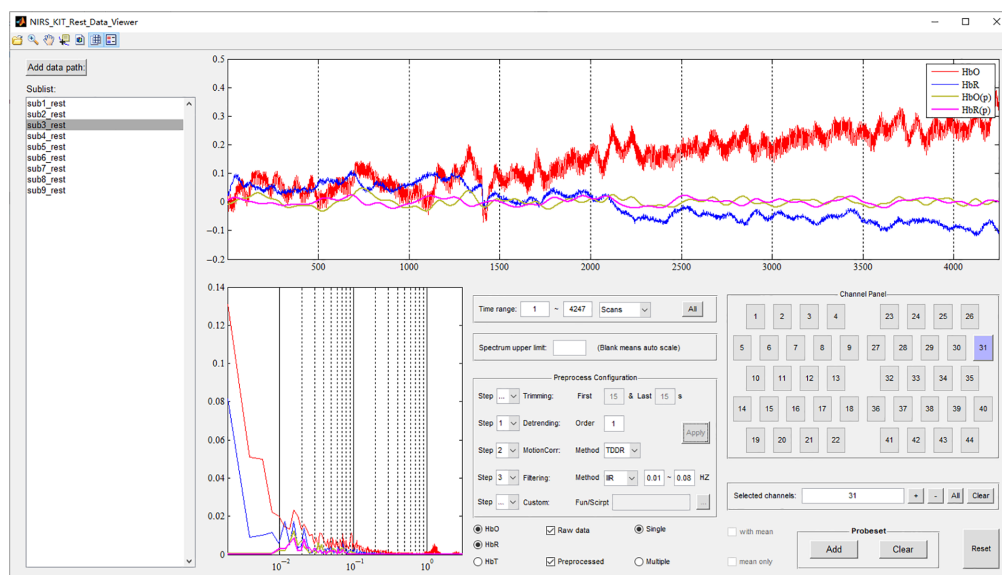 NIRS_KIT_Rest_Data_Viewer
Add data path:
Sublist:
sub1_rest
sub2_rest
sub3_rest
sub4_rest
sub5_rest
sub6_rest
sub7_rest
sub8_rest
sub9_rest
0.5
0.4
0.3
0.2
0.1
0
−0.1
−0.2
HbO
HbR
HbO(p)
HbR(p)
500 1000 1500 2000 2500 3000 3500 4000
0.14
0.12
0.1
0.08
0.06
0.04
0.02
0
10−2 10−1 100
Time range: 1 ~ 4247 Scans All
Spectrum upper limit: (Blank means auto scale)
Preprocess Configuration
Step ... Trimming: First 15 & Last 15 s
Step 1 Detrending: Order 1
Apply
Step 2 MotionCorr: Method TDDR
Step 3 Filtering: Method IIR 0.01 ~ 0.08 HZ
Step ... Custom: Fun/Scirpt ...
HbO Raw data Single
HbR
HbT Preprocessed Multiple
Channel Panel
1 2 3 4 23 24 25 26
5 6 7 8 9 27 28 29 30 31
10 11 12 13 32 33 34 35
14 15 16 17 18 36 37 38 39 40
19 20 21 22 41 42 43 44
Selected channels: 31 + - All Clear
with mean
mean only
Probeset
Add Clear
Reset